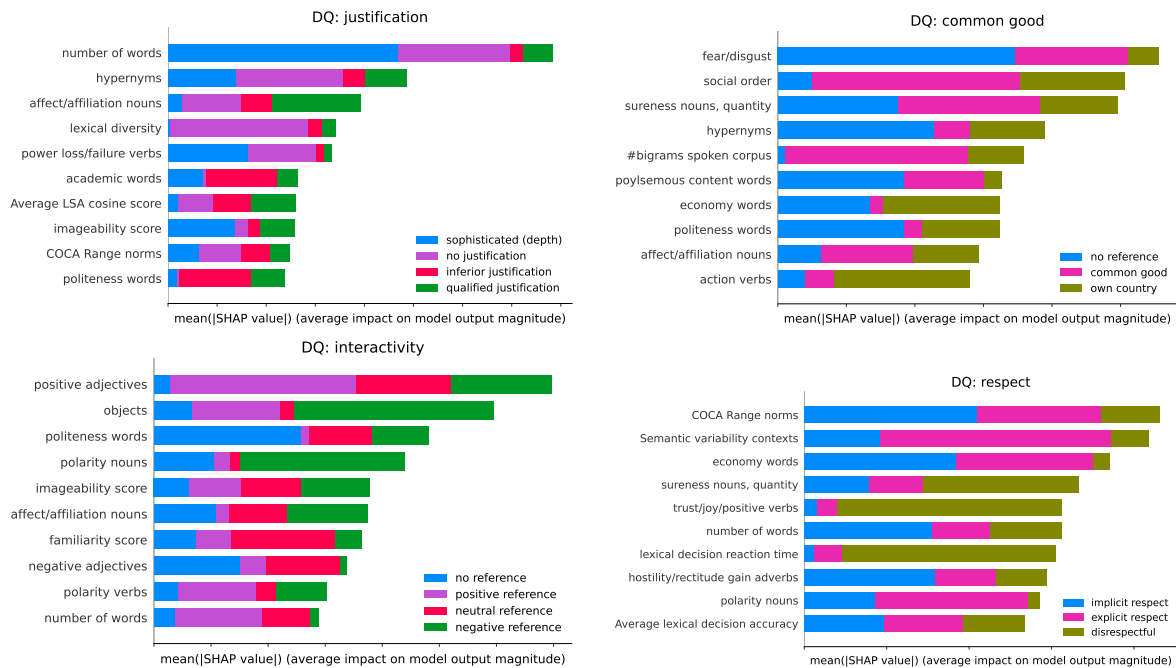 DQ: justification
number of words
hypernyms
affect/affiliation nouns
lexical diversity
power loss/failure verbs
academic words
Average LSA cosine score
imageability score
COCA Range norms
politeness words
sophisticated (depth)
no justification
inferior justification
qualified justification
mean(|SHAP value|) (average impact on model output magnitude)
DQ: common good
fear/disgust
social order
sureness nouns, quantity
hypernyms
#bigrams spoken corpus
poylsemous content words
economy words
politeness words
affect/affiliation nouns
action verbs
no reference
common good
own country
mean(|SHAP value|) (average impact on model output magnitude)
DQ: interactivity
positive adjectives
objects
politeness words
polarity nouns
imageability score
affect/affiliation nouns
familiarity score
negative adjectives
polarity verbs
number of words
no reference
positive reference
neutral reference
negative reference
mean(|SHAP value|) (average impact on model output magnitude)
DQ: respect
COCA Range norms
Semantic variability contexts
economy words
sureness nouns, quantity
trust/joy/positive verbs
number of words
lexical decision reaction time
hostility/rectitude gain adverbs
polarity nouns
Average lexical decision accuracy
implicit respect
explicit respect
disrespectful
mean(|SHAP value|) (average impact on model output magnitude)